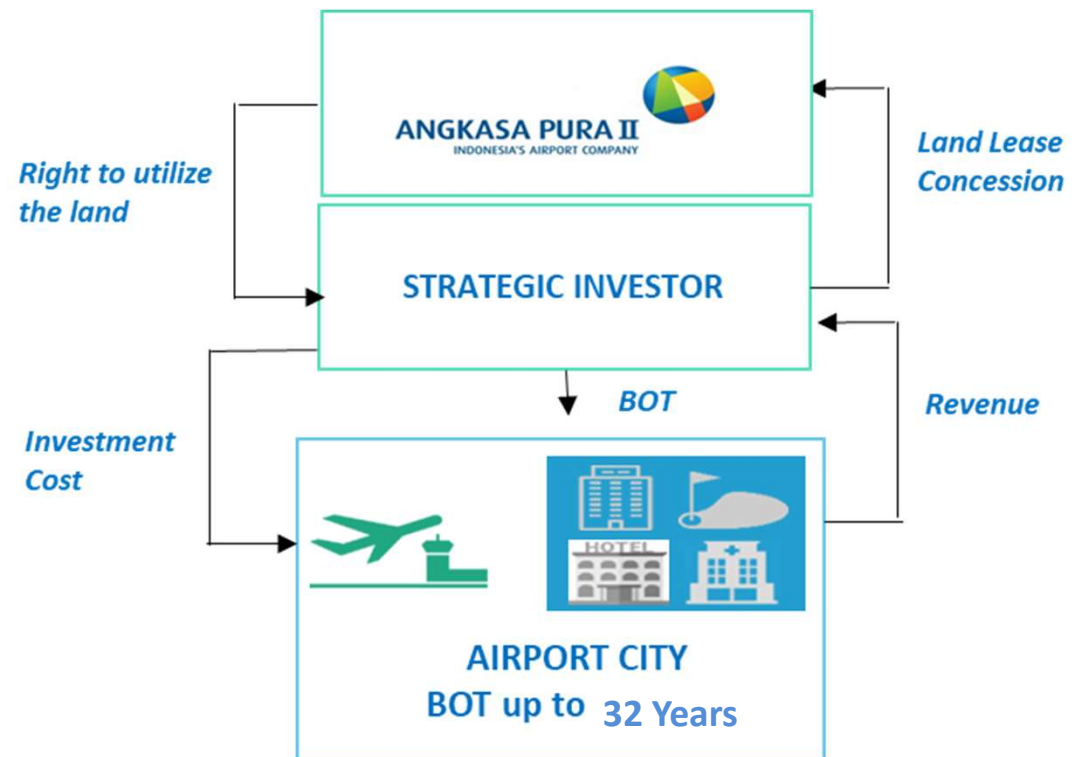 ANGKASA PURA II
INDONESIA'S AIRPORT COMPANY
Right to utilize
the land
Land Lease
Concession
STRATEGIC INVESTOR
BOT
Revenue
Investment
Cost
HOTEL
AIRPORT CITY
BOT up to 32 Years